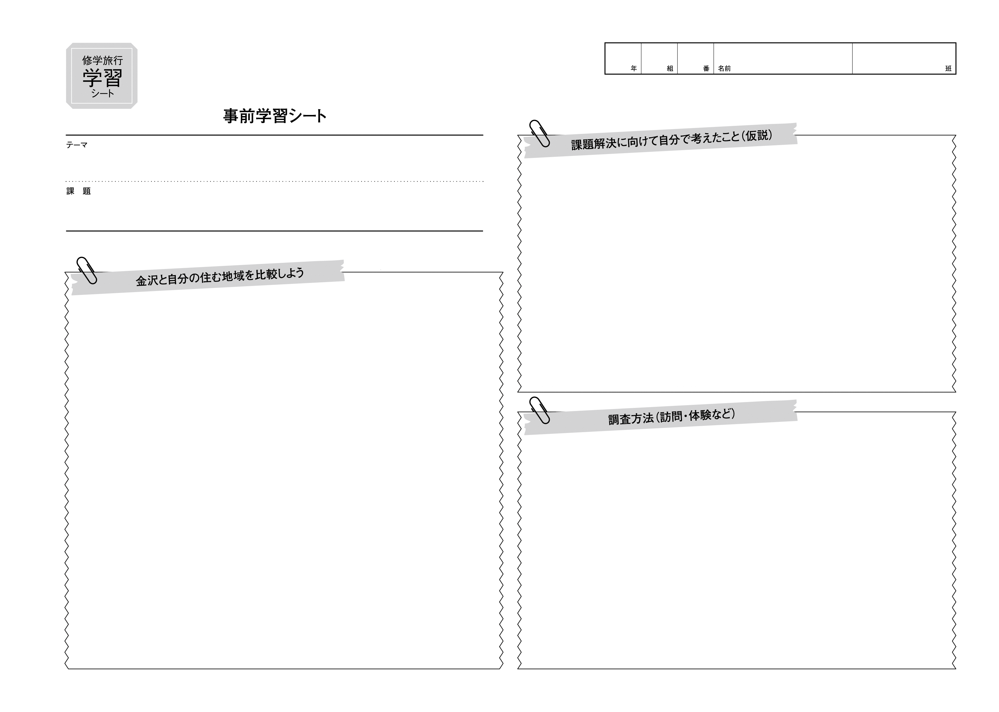 修学旅行
学習
シート
年 組 番 名前 班
事前学習シート
テーマ
課 題
金沢と自分の住む地域を比較しよう
課題解決に向けて自分で考えたこと(仮説)
調査方法(訪問・体験など)